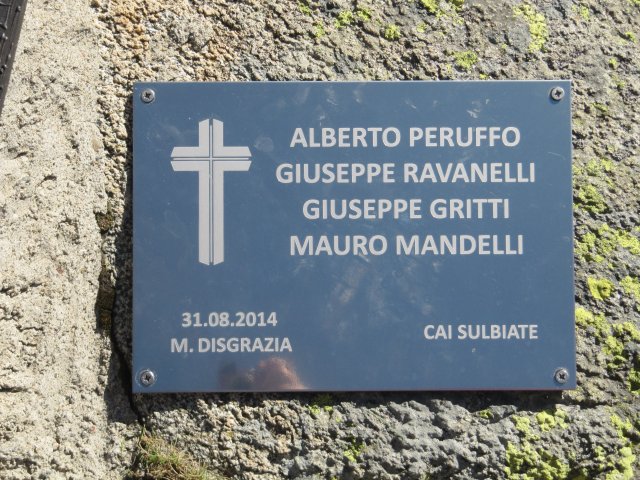 ALBERTO PERUFFO
GIUSEPPE RAVANELLI
GIUSEPPE GRITTI
MAURO MANDELLI
31.08.2014
M. DISGRAZIA
CAI SULBIATE